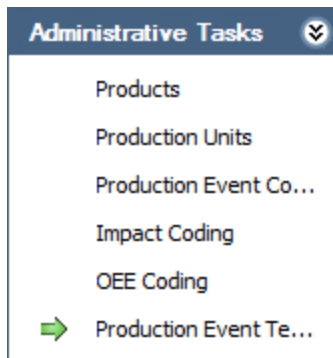 Administrative Tasks
Products
Production Units
Production Event Co...
Impact Coding
OEE Coding
Production Event Te...